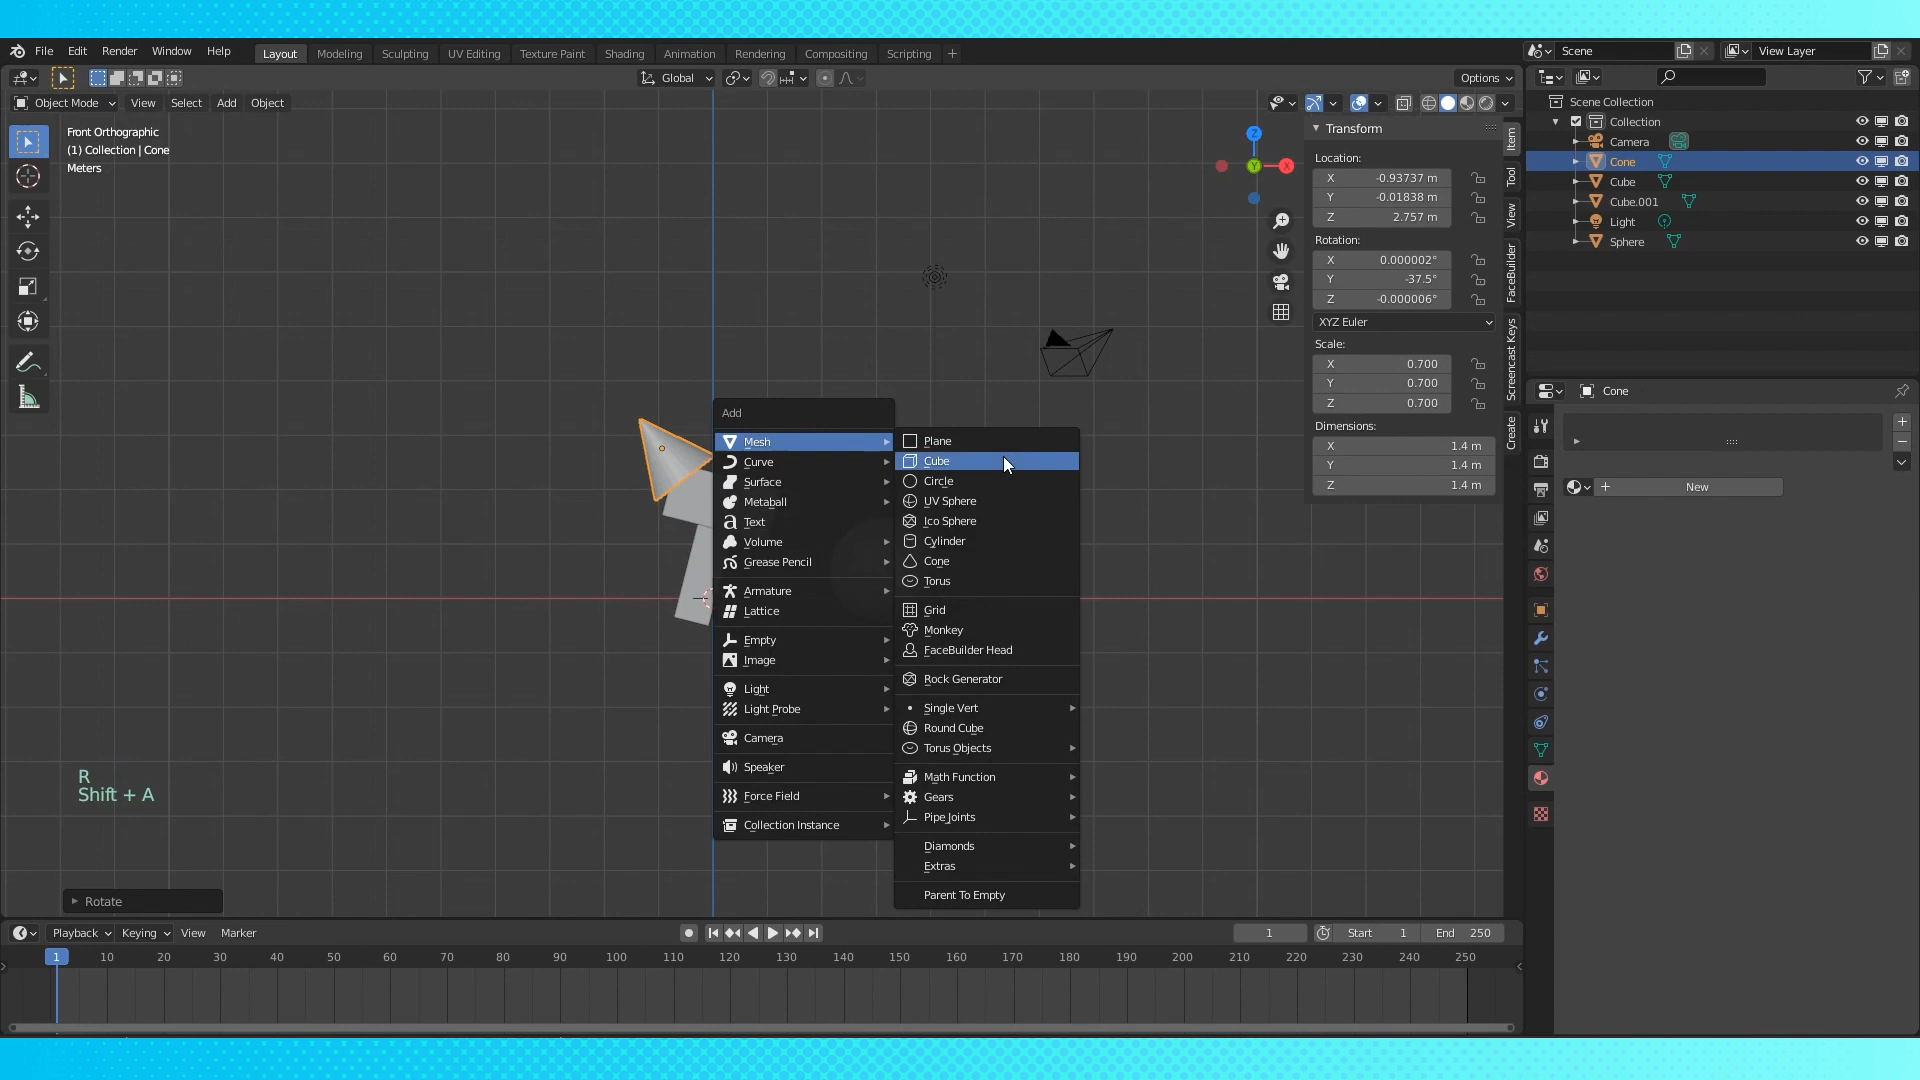 File Edit Render Window Help Layout Modeling Sculpting UV Editing Texture Paint Shading Animation Rendering Compositing Scripting + Scene View Layer
Global Options
Object Mode View Select Add Object
Front Orthographic
(1) Collection | Cone
Meters
Z
Y
X
Transform
Location:
X -0.93737 m
Y -0.01838 m
Z 2.757 m
Rotation:
X 0.000002°
Y -37.5°
Z -0.000006°
XYZ Euler
Scale:
X 0.700
Y 0.700
Z 0.700
Dimensions:
X 1.4 m
Y 1.4 m
Z 1.4 m
Item
Tool
View
FaceBuilder
Screencast Keys
Create
Scene Collection
Collection
Camera
Cone
Cube
Cube.001
Light
Sphere
Cone
New
Add
Mesh
Curve
Surface
Metaball
Text
Volume
Grease Pencil
Armature
Lattice
Empty
Image
Light
Light Probe
Camera
Speaker
Force Field
Collection Instance
Plane
Cube
Circle
UV Sphere
Ico Sphere
Cylinder
Cone
Torus
Grid
Monkey
FaceBuilder Head
Rock Generator
Single Vert
Round Cube
Torus Objects
Math Function
Gears
Pipe Joints
Diamonds
Extras
Parent To Empty
R
Shift + A
Rotate
Playback Keying View Marker 1 Start 1 End 250
1 10 20 30 40 50 60 70 80 90 100 110 120 130 140 150 160 170 180 190 200 210 220 230 240 250